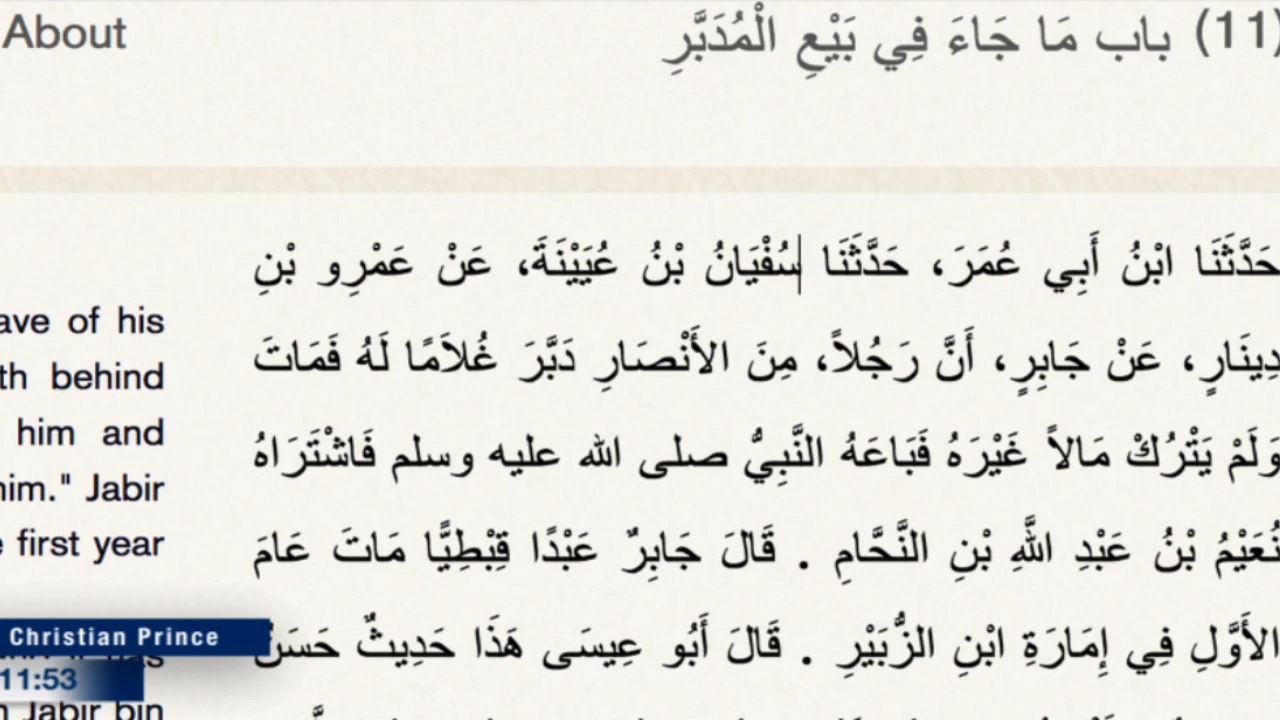 About
(11) باب مَا جَاءَ فِي بَيْعِ الْمُدَبَّرِ
حَدَّثَنَا ابْنُ أَبِي عُمَرَ، حَدَّثَنَا سُفْيَانُ بْنُ عُيَيْنَةَ، عَنْ عَمْرِو بْنِ
دِينَارٍ، عَنْ جَابِرٍ، أَنَّ رَجُلاً، مِنَ الأَنْصَارِ دَبَّرَ غُلاَمًا لَهُ فَمَاتَ
وَلَمْ يَتْرُكْ مَالاً غَيْرَهُ فَبَاعَهُ النَّبِيُّ صلى الله عليه وسلم فَاشْتَرَاهُ
نُعَيْمُ بْنُ عَبْدِ اللَّهِ بْنِ النَّحَّامِ . قَالَ جَابِرٌ عَبْدًا قِبْطِيًّا مَاتَ عَامَ
الأَوَّلِ فِي إِمَارَةِ ابْنِ الزُّبَيْرِ . قَالَ أَبُو عِيسَى هَذَا حَدِيثٌ حَسَنٌ
of his
behind
him and
him." Jabir
first year
Christian Prince
11:53
Jabir bin